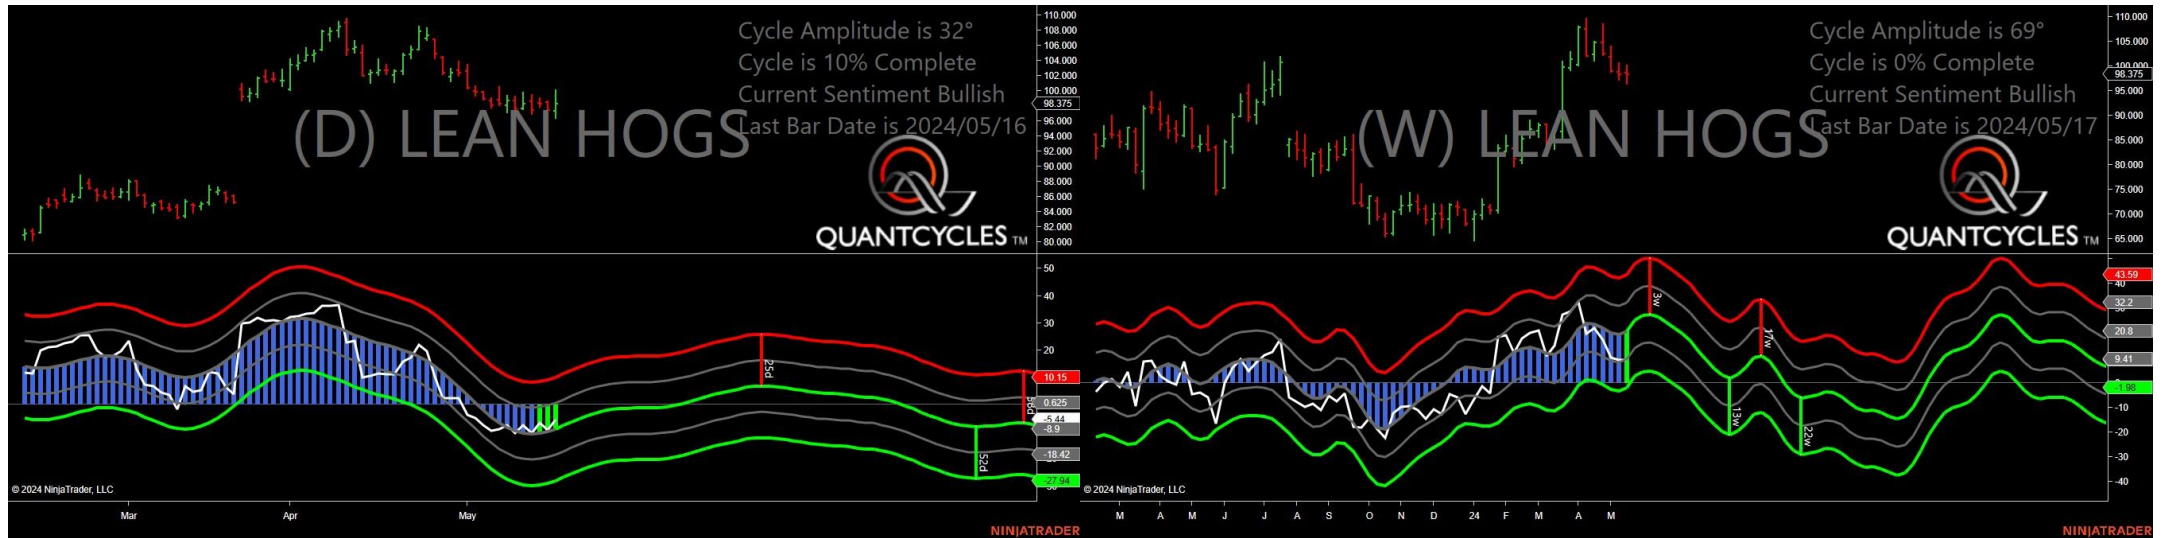 Cycle Amplitude is 32°
Cycle is 10% Complete
Current Sentiment Bullish
Last Bar Date is 2024/05/16
(D) LEAN HOGS
QUANTCYCLES TM
110.000
108.000
106.000
104.000
102.000
100.000
98.375
96.000
94.000
92.000
90.000
88.000
86.000
84.000
82.000
80.000
50
40
30
20
10.15
0.625
-5.44
-8.9
-18.42
-27.94
25d
52d
© 2024 NinjaTrader, LLC
Mar Apr May
NINJATRADER
Cycle Amplitude is 69°
Cycle is 0% Complete
Current Sentiment Bullish
Last Bar Date is 2024/05/17
(W) LEAN HOGS
QUANTCYCLES TM
110.000
105.000
100.000
98.375
95.000
90.000
85.000
80.000
75.000
70.000
65.000
43.59
40
32.2
20.8
9.41
-1.98
-10
-20
-30
-40
3w
17w
13w
22w
© 2024 NinjaTrader, LLC
M A M J J A S O N D 24 F M A M
NINJATRADER